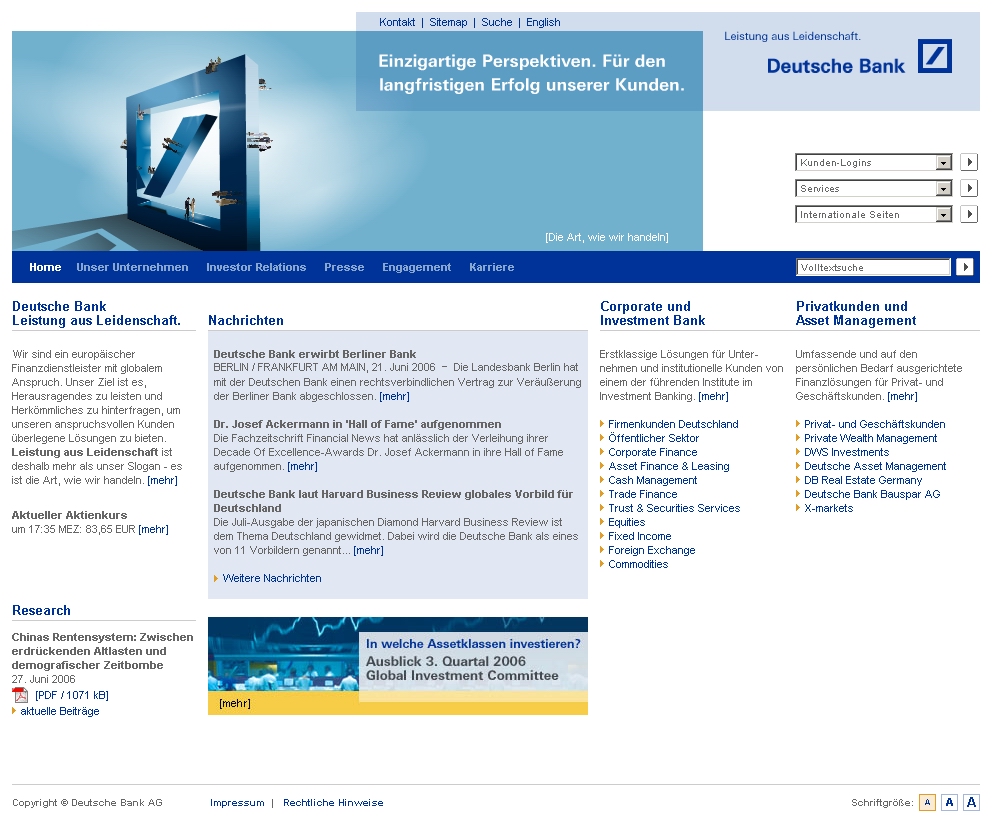 Kontakt | Sitemap | Suche | English
Leistung aus Leidenschaft.
Deutsche Bank
Einzigartige Perspektiven. Für den
langfristigen Erfolg unserer Kunden.
Kunden-Logins
Services
Internationale Seiten
[Die Art, wie wir handeln]
Home Unser Unternehmen Investor Relations Presse Engagement Karriere
Volltextsuche
Deutsche Bank
Leistung aus Leidenschaft.
Wir sind ein europäischer
Finanzdienstleister mit globalem
Anspruch. Unser Ziel ist es,
Herausragendes zu leisten und
Herkömmliches zu hinterfragen, um
unseren anspruchsvollen Kunden
überlegene Lösungen zu bieten.
Leistung aus Leidenschaft ist
deshalb mehr als unser Slogan - es
ist die Art, wie wir handeln. [mehr]
Aktueller Aktienkurs
um 17:35 MEZ: 83,65 EUR [mehr]
Research
Chinas Rentensystem: Zwischen
erdrückenden Altlasten und
demografischer Zeitbombe
27. Juni 2006
[PDF / 1071 kB]
aktuelle Beiträge
Nachrichten
Deutsche Bank erwirbt Berliner Bank
BERLIN / FRANKFURT AM MAIN, 21. Juni 2006 – Die Landesbank Berlin hat
mit der Deutschen Bank einen rechtsverbindlichen Vertrag zur Veräußerung
der Berliner Bank abgeschlossen. [mehr]
Dr. Josef Ackermann in 'Hall of Fame' aufgenommen
Die Fachzeitschrift Financial News hat anlässlich der Verleihung ihrer
Decade Of Excellence-Awards Dr. Josef Ackermann in ihre Hall of Fame
aufgenommen. [mehr]
Deutsche Bank laut Harvard Business Review globales Vorbild für
Deutschland
Die Juli-Ausgabe der japanischen Diamond Harvard Business Review ist
dem Thema Deutschland gewidmet. Dabei wird die Deutsche Bank als eines
von 11 Vorbildern genannt... [mehr]
Weitere Nachrichten
In welche Assetklassen investieren?
Ausblick 3. Quartal 2006
Global Investment Committee
[mehr]
Corporate und
Investment Bank
Erstklassige Lösungen für Unter-
nehmen und institutionelle Kunden von
einem der führenden Institute im
Investment Banking. [mehr]
Firmenkunden Deutschland
Öffentlicher Sektor
Corporate Finance
Asset Finance & Leasing
Cash Management
Trade Finance
Trust & Securities Services
Equities
Fixed Income
Foreign Exchange
Commodities
Privatkunden und
Asset Management
Umfassende und auf den
persönlichen Bedarf ausgerichtete
Finanzlösungen für Privat- und
Geschäftskunden. [mehr]
Privat- und Geschäftskunden
Private Wealth Management
DWS Investments
Deutsche Asset Management
DB Real Estate Germany
Deutsche Bank Bauspar AG
X-markets
Copyright © Deutsche Bank AG
Impressum | Rechtliche Hinweise
Schriftgröße: A A A